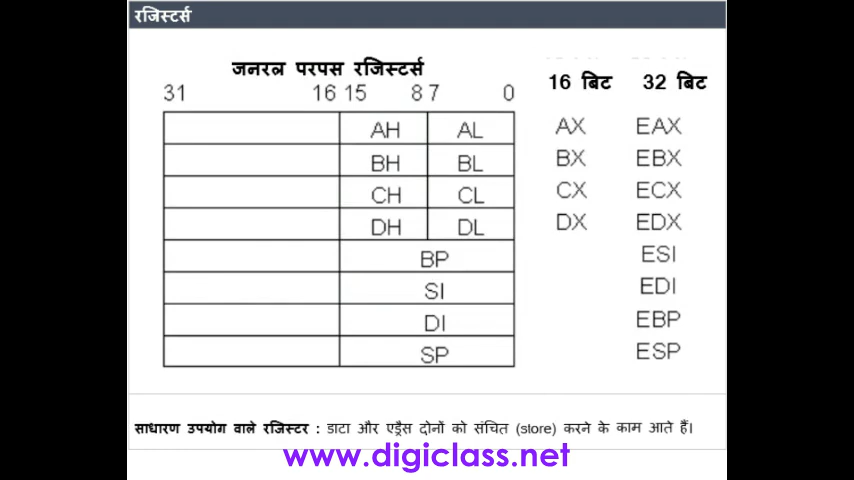 रजिस्टर्स
जनरल परपस रजिस्टर्स
16 बिट 32 बिट
31 16 15 8 7 0
AH AL AX EAX
BH BL BX EBX
CH CL CX ECX
DH DL DX EDX
BP ESI
SI EDI
DI EBP
SP ESP
साधारण उपयोग वाले रजिस्टर : डाटा और एड्रैस दोनों को संचित (store) करने के काम आते हैं।
www.digiclass.net